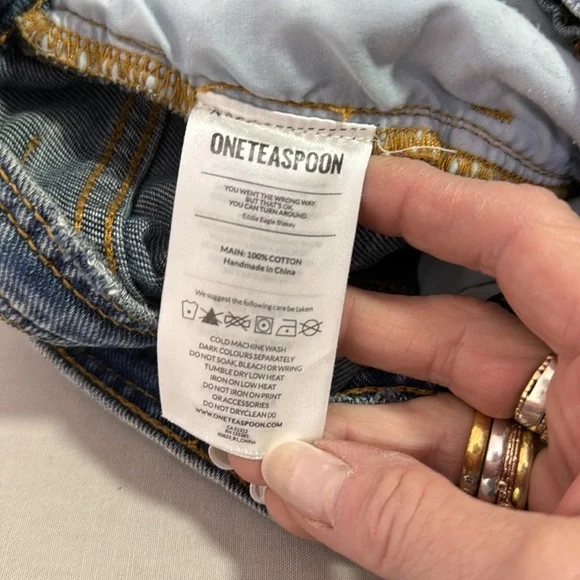 ONETEASPOON
YOU WENT THE WRONG WAY,
BUT THAT'S OK.
YOU CAN TURN AROUND.
- Eddie Eagle Blakey
MAIN: 100% COTTON
Handmade in China
We suggest the following care be taken
COLD MACHINE WASH
DARK COLOURS SEPARATELY
DO NOT SOAK, BLEACH OR WRING
TUMBLE DRY LOW HEAT
IRON ON LOW HEAT
DO NOT IRON ON PRINT
OR ACCESSORIES
DO NOT DRYCLEAN (X)
WWW.ONETEASPOON.COM